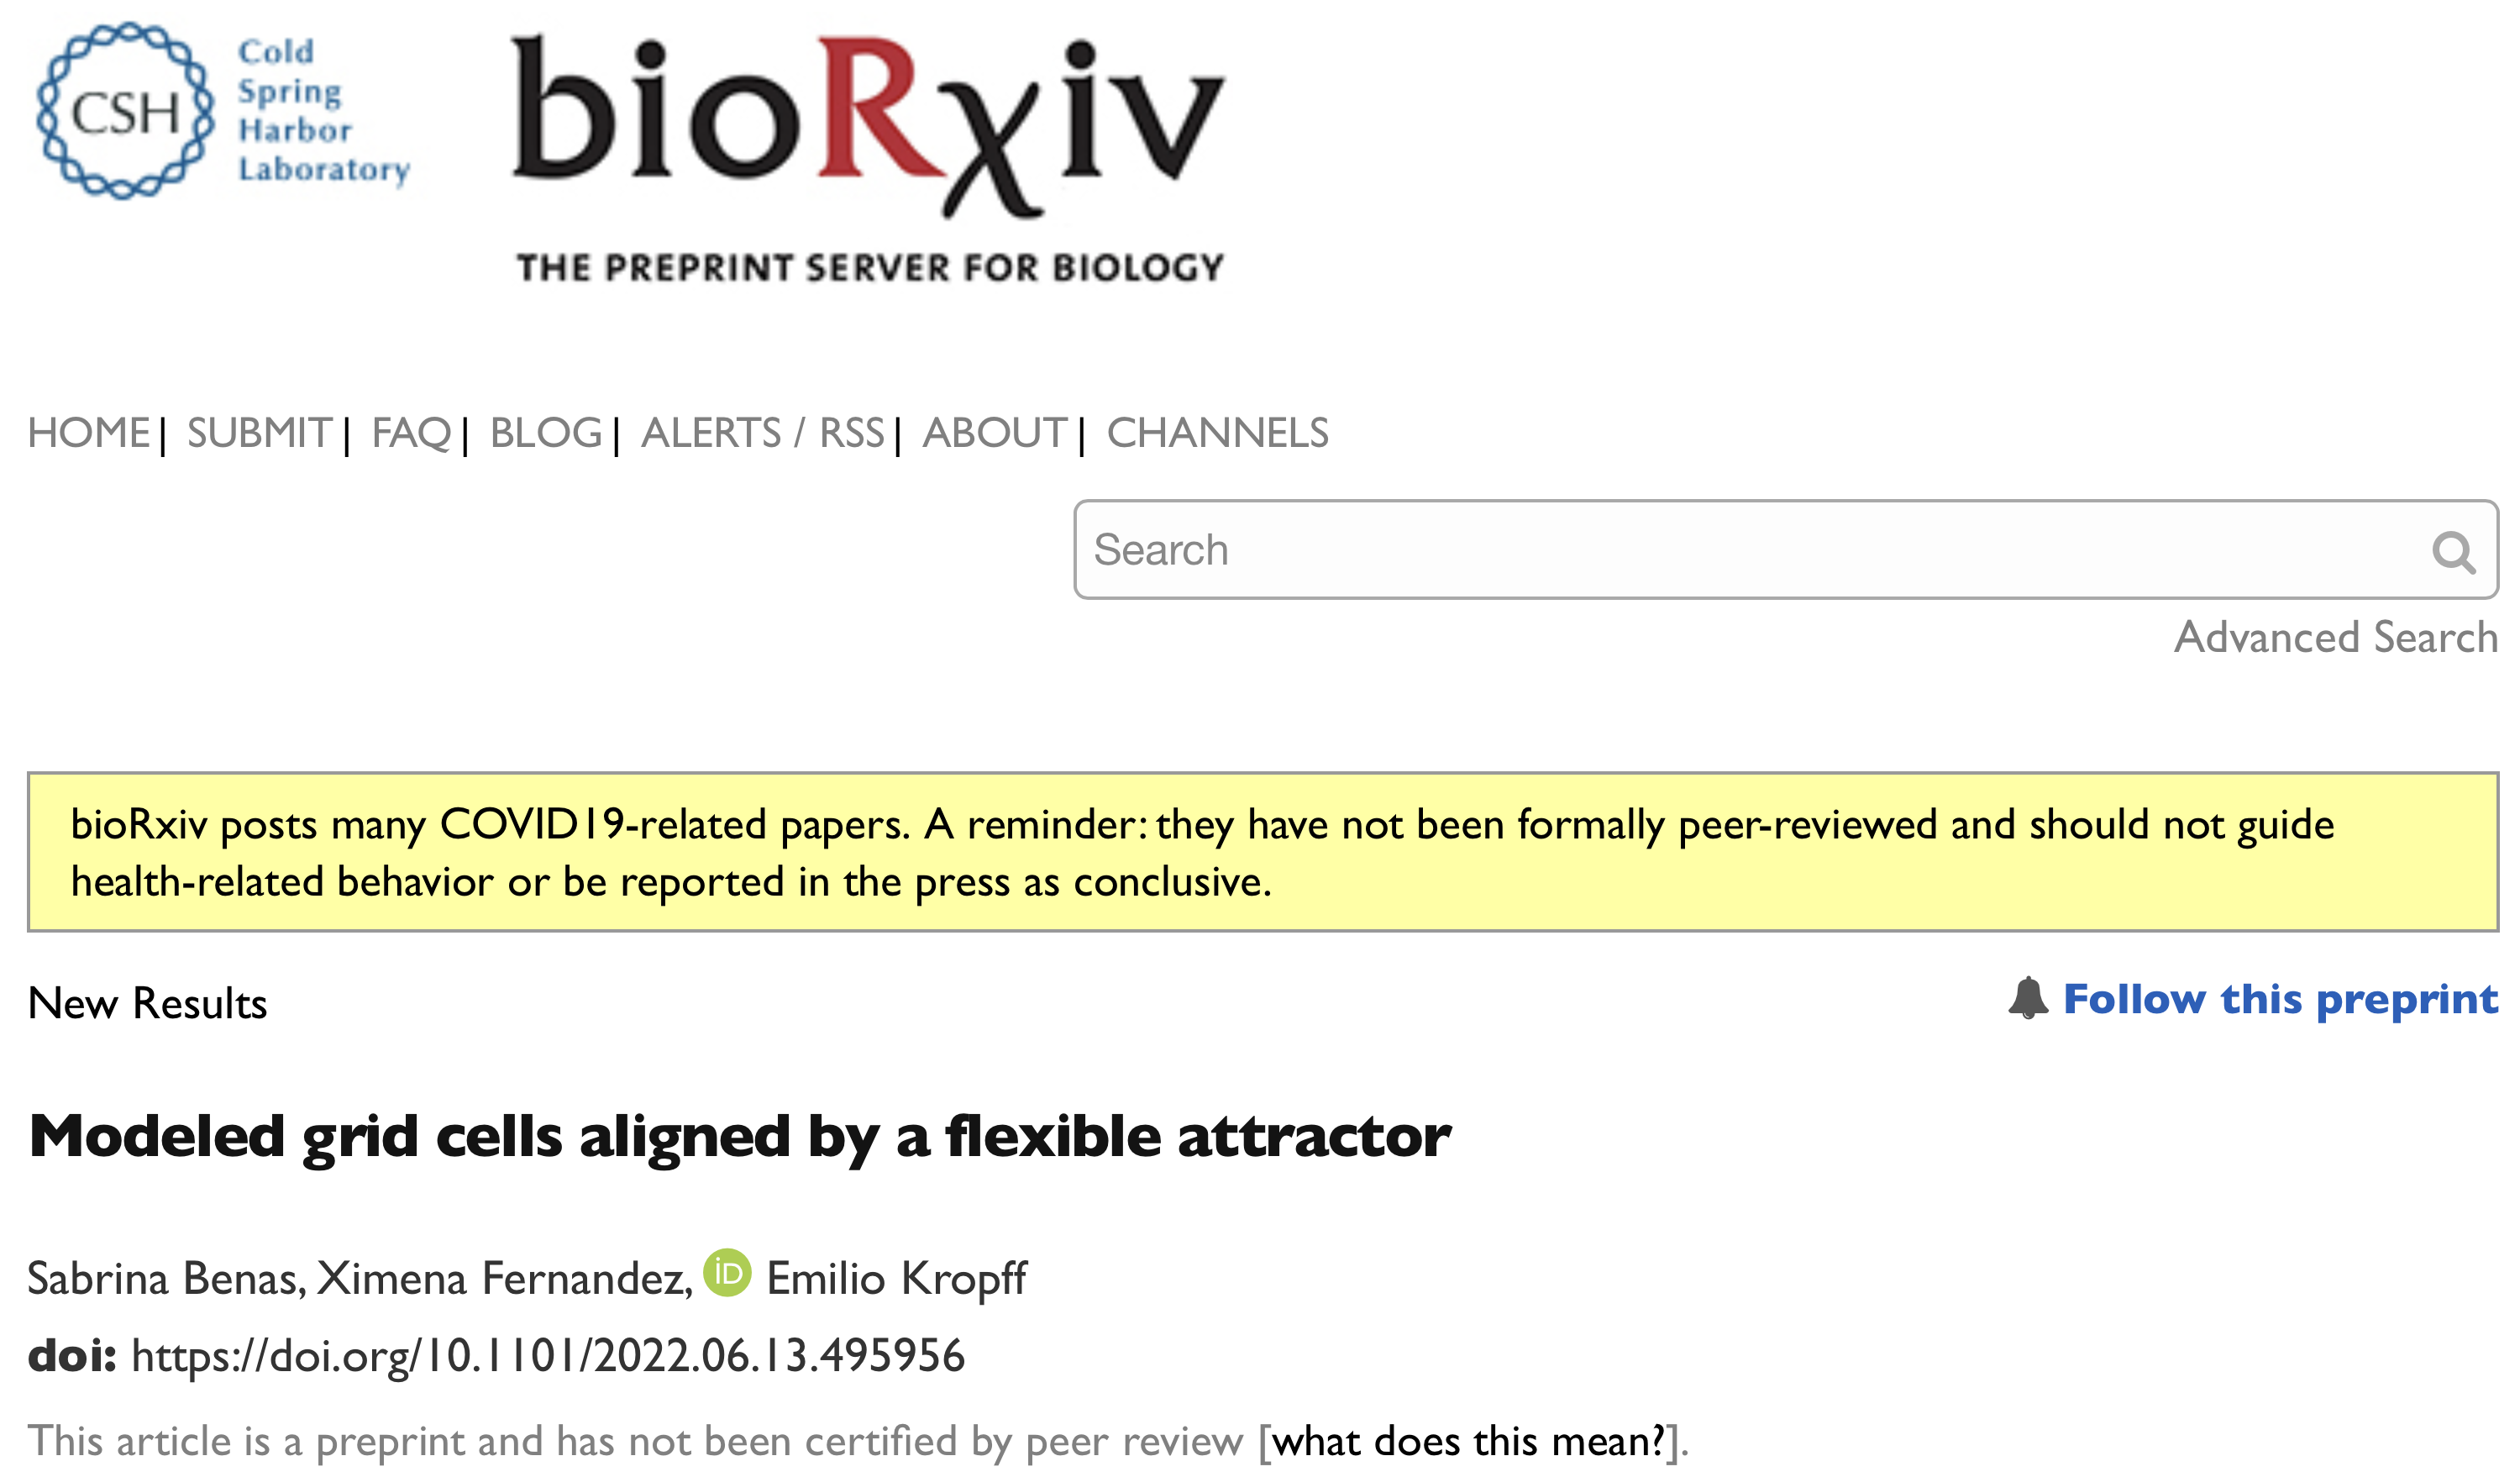 CSH
Cold
Spring
Harbor
Laboratory
bioRxiv
THE PREPRINT SERVER FOR BIOLOGY
HOME| SUBMIT| FAQ| BLOG| ALERTS / RSS| ABOUT| CHANNELS
Search
Advanced Search
bioRxiv posts many COVID19-related papers. A reminder: they have not been formally peer-reviewed and should not guide
health-related behavior or be reported in the press as conclusive.
New Results
Follow this preprint
Modeled grid cells aligned by a flexible attractor
Sabrina Benas, Ximena Fernandez, iD Emilio Kropff
doi: https://doi.org/10.1101/2022.06.13.495956
This article is a preprint and has not been certified by peer review [what does this mean?].